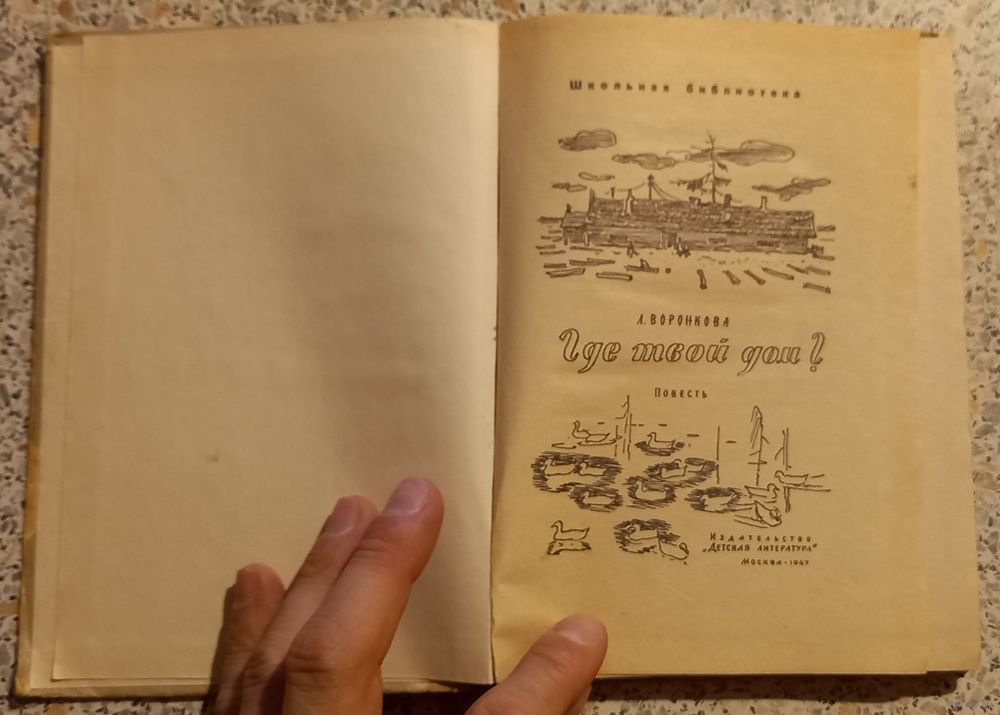 Школьная библиотека
Л. ВОРОНКОВА
Где твой дом?
Повесть
Издательство
„Детская литература"
Москва · 1967